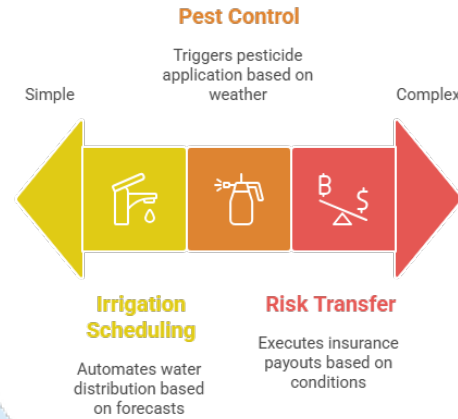 Pest Control
Triggers pesticide
application based on
weather
Simple
Complex
Irrigation
Scheduling
Automates water
distribution based
on forecasts
Risk Transfer
Executes insurance
payouts based on
conditions